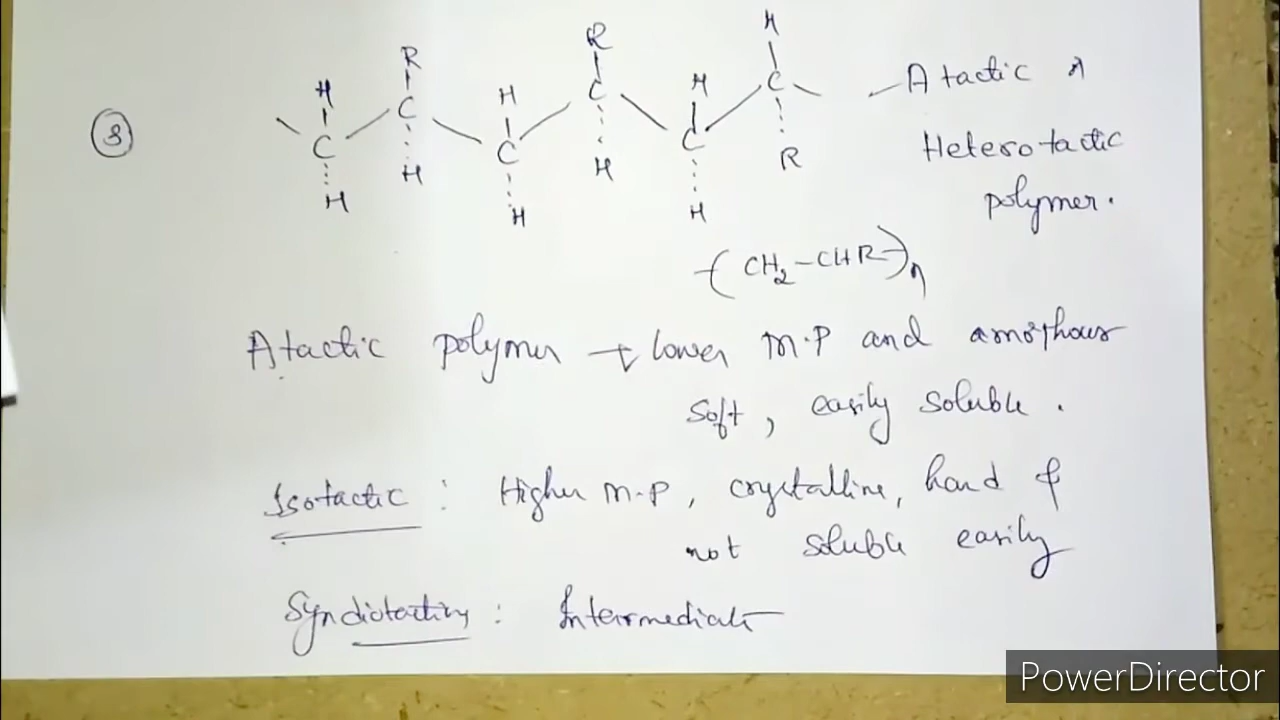 R
H
R
H
H
H
C
C
C
C
C
C
H
H
H
H
H
R
3
Atactic or
Heterotactic
polymer.
-( CH2 - CHR-)n
Atactic polymer → lower M.P and amorphous
soft, easily soluble.
Isotactic : Higher m.p, crystalline, hard &
not soluble easily
Syndiotactic : Intermediate
PowerDirector